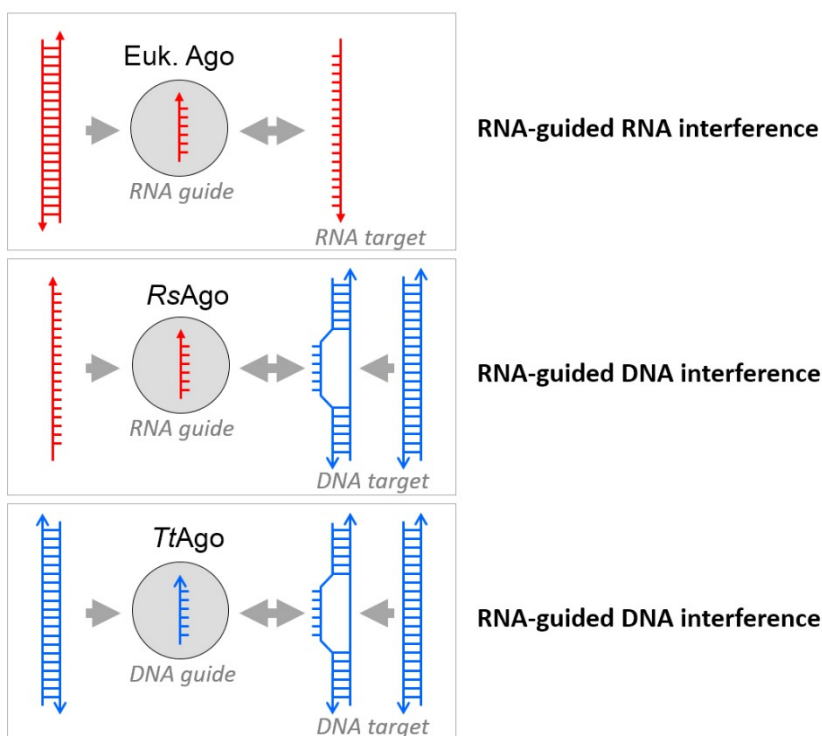 Euk. Ago
RNA guide
RNA target
RNA-guided RNA interference
RsAgo
RNA guide
DNA target
RNA-guided DNA interference
TtAgo
DNA guide
DNA target
RNA-guided DNA interference